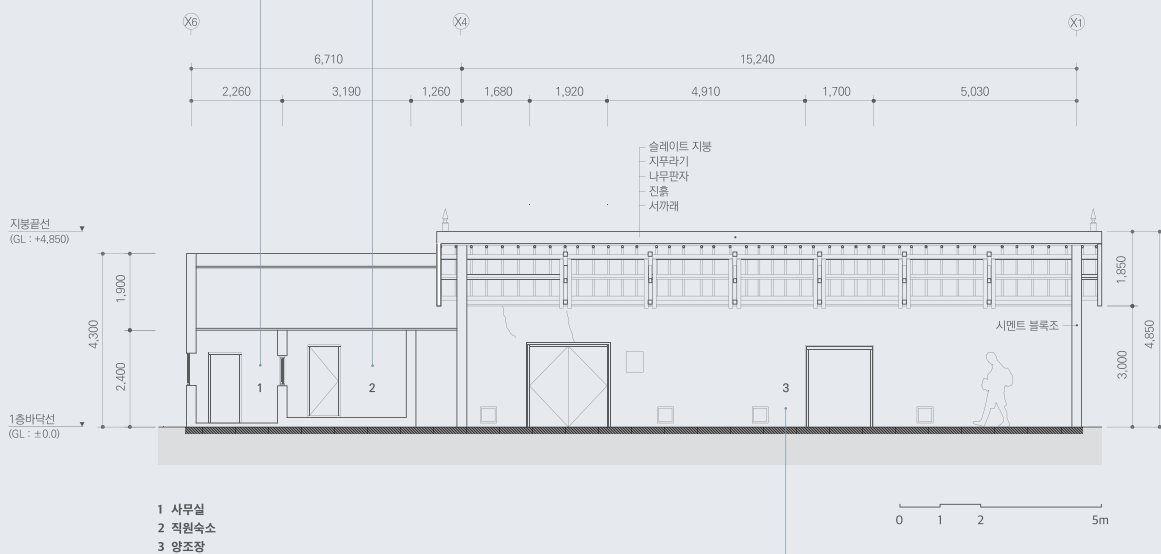 X6
X4
X1
6,710
15,240
2,260
3,190
1,260
1,680
1,920
4,910
1,700
5,030
슬레이트 지붕
지푸라기
나무판자
진흙
서까래
지붕끝선
(GL : +4,850)
1,900
4,300
2,400
1,850
4,850
3,000
시멘트 블록조
1
2
3
1층바닥선
(GL : ±0.0)
1 사무실
2 직원숙소
3 양조장
0 1 2 5m